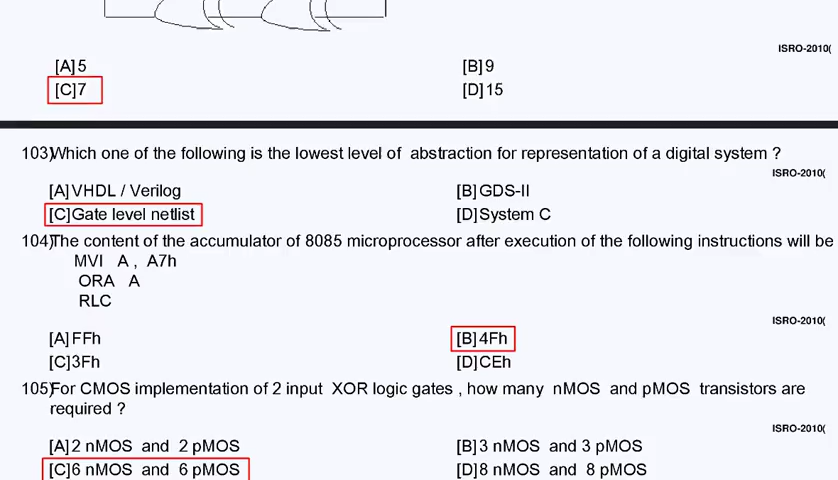 ISRO-2010(
[A]5 [B]9
[C]7 [D]15
103)Which one of the following is the lowest level of abstraction for representation of a digital system ?
ISRO-2010(
[A]VHDL / Verilog [B]GDS-II
[C]Gate level netlist [D]System C
104)The content of the accumulator of 8085 microprocessor after execution of the following instructions will be
MVI A , A7h
ORA A
RLC
ISRO-2010(
[A]FFh [B]4Fh
[C]3Fh [D]CEh
105)For CMOS implementation of 2 input XOR logic gates , how many nMOS and pMOS transistors are
required ?
ISRO-2010(
[A]2 nMOS and 2 pMOS [B]3 nMOS and 3 pMOS
[C]6 nMOS and 6 pMOS [D]8 nMOS and 8 pMOS